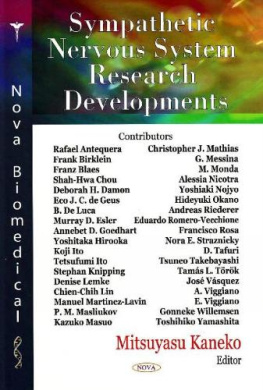 Sympathetic
Nervous System
Research
Developments
Nova Biomedical
Contributors
Rafael Antequera
Frank Birklein
Franz Blaes
Shah-Hwa Chou
Deborah H. Damon
Eco J. C. de Geus
B. De Luca
Murray D. Esler
Annebet D. Goedhart
Yoshitaka Hirooka
Koji Ito
Tetsufumi Ito
Stephan Knipping
Denise Lemke
Chien-Chih Lin
Manuel Martinez-Lavin
P. M. Masliukov
Kazuko Masuo
Christopher J. Mathias
G. Messina
M. Monda
Alessia Nicotra
Yoshiaki Nojyo
Hideyuki Okano
Andreas Riederer
Eduardo Romero-Vecchione
Francisco Rosa
Nora E. Straznicky
D. Tafuri
Tsuneo Takebayashi
Tamás L. Török
José Vásquez
A. Viggiano
E. Viggiano
Gonneke Willemsen
Toshihiko Yamashita
Mitsuyasu Kaneko
Editor
NOVA